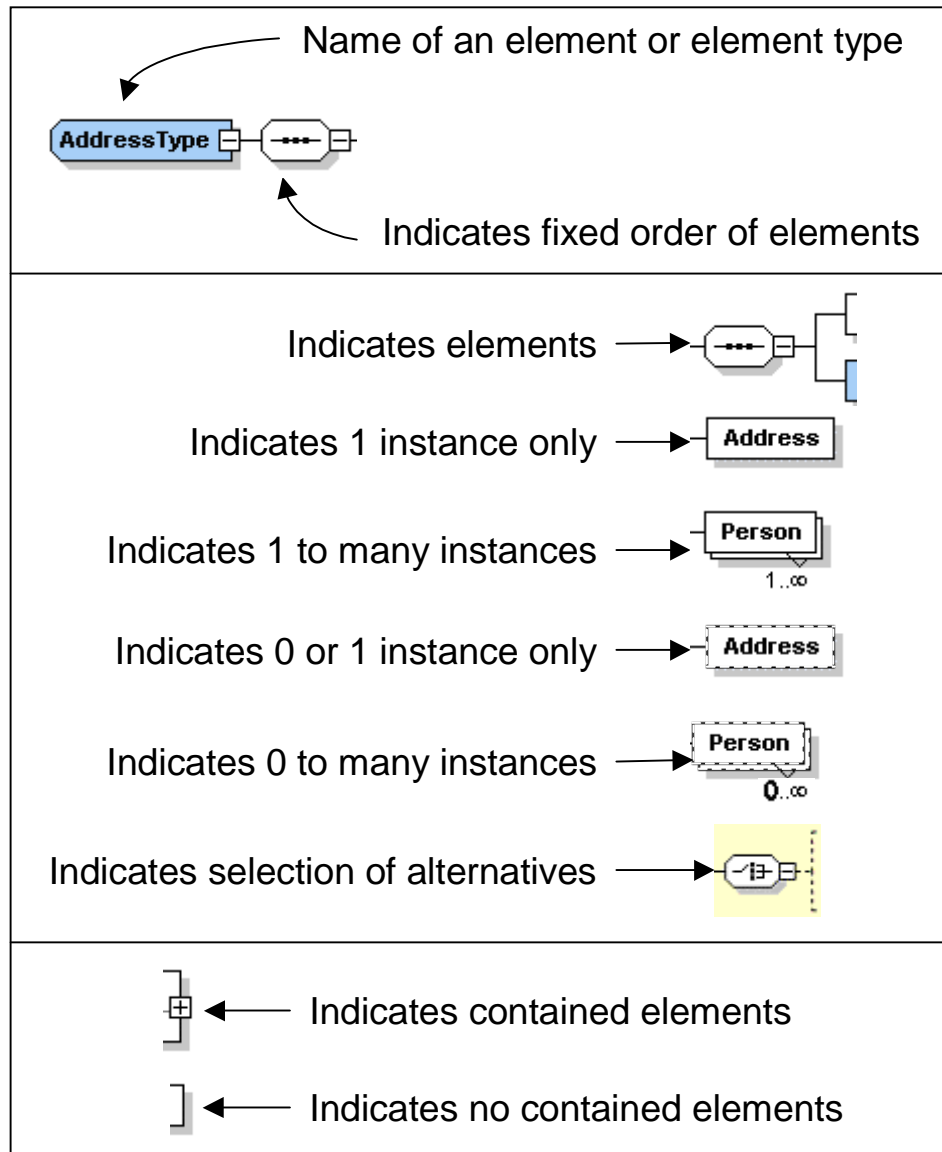 Name of an element or element type
AddressType
Indicates fixed order of elements
Indicates elements
Indicates 1 instance only
Address
Indicates 1 to many instances
Person
1..∞
Indicates 0 or 1 instance only
Address
Indicates 0 to many instances
Person
0..∞
Indicates selection of alternatives
Indicates contained elements
Indicates no contained elements